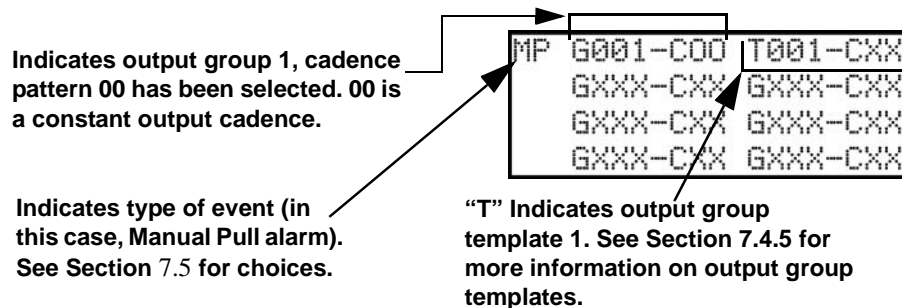 Indicates output group 1, cadence
pattern 00 has been selected. 00 is
a constant output cadence.
MP G001-C00 T001-CXX
GXXX-CXX GXXX-CXX
GXXX-CXX GXXX-CXX
GXXX-CXX GXXX-CXX
Indicates type of event (in
this case, Manual Pull alarm).
See Section 7.5 for choices.
“T” Indicates output group
template 1. See Section 7.4.5 for
more information on output group
templates.